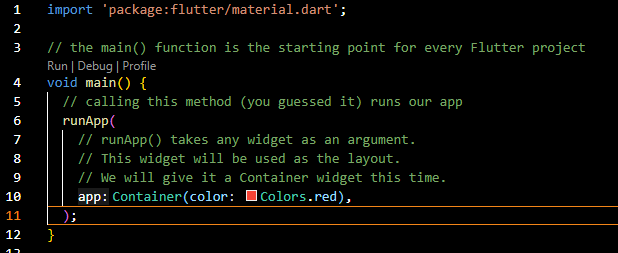 1 import 'package:flutter/material.dart';
2
3 // the main() function is the starting point for every Flutter project
Run | Debug | Profile
4 void main() {
5 // calling this method (you guessed it) runs our app
6 runApp(
7 // runApp() takes any widget as an argument.
8 // This widget will be used as the layout.
9 // We will give it a Container widget this time.
10 app: Container(color: Colors.red),
11 );
12 }